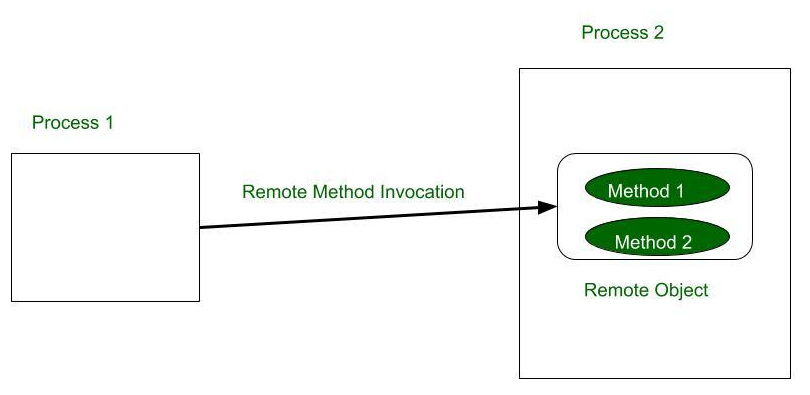 Process 2
Process 1
Remote Method Invocation
Method 1
Method 2
Remote Object